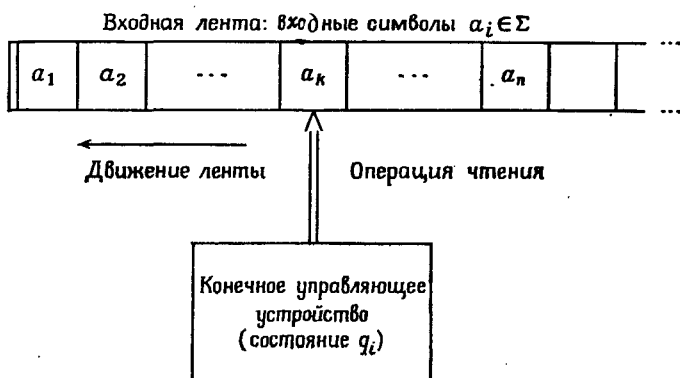 Входная лента: входные символы aᵢ ∈ Σ
a₁ a₂ ... aₖ ... aₙ ...
Движение ленты Операция чтения
Конечное управляющее
устройство
(состояние qᵢ)